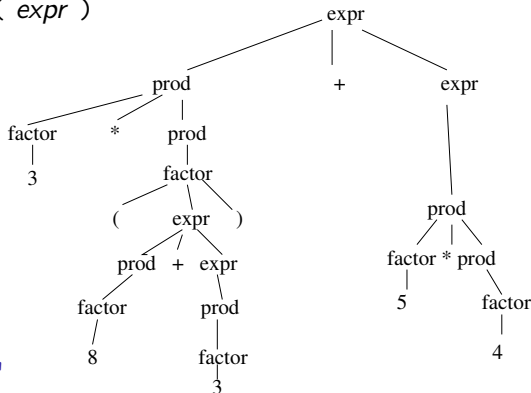 ( expr )
expr
prod + expr
factor * prod
3
factor
( expr )
prod
prod + expr
factor * prod
factor prod
5 factor
8 factor
4
3